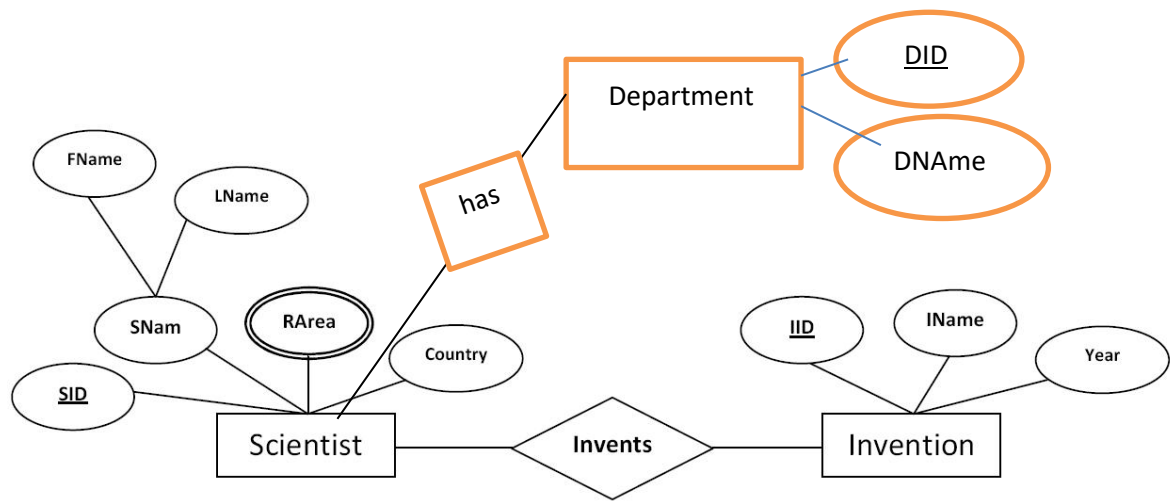 DID
Department
DNAme
FName
LName
has
SNam
RArea
Country
SID
IID
IName
Year
Scientist
Invents
Invention